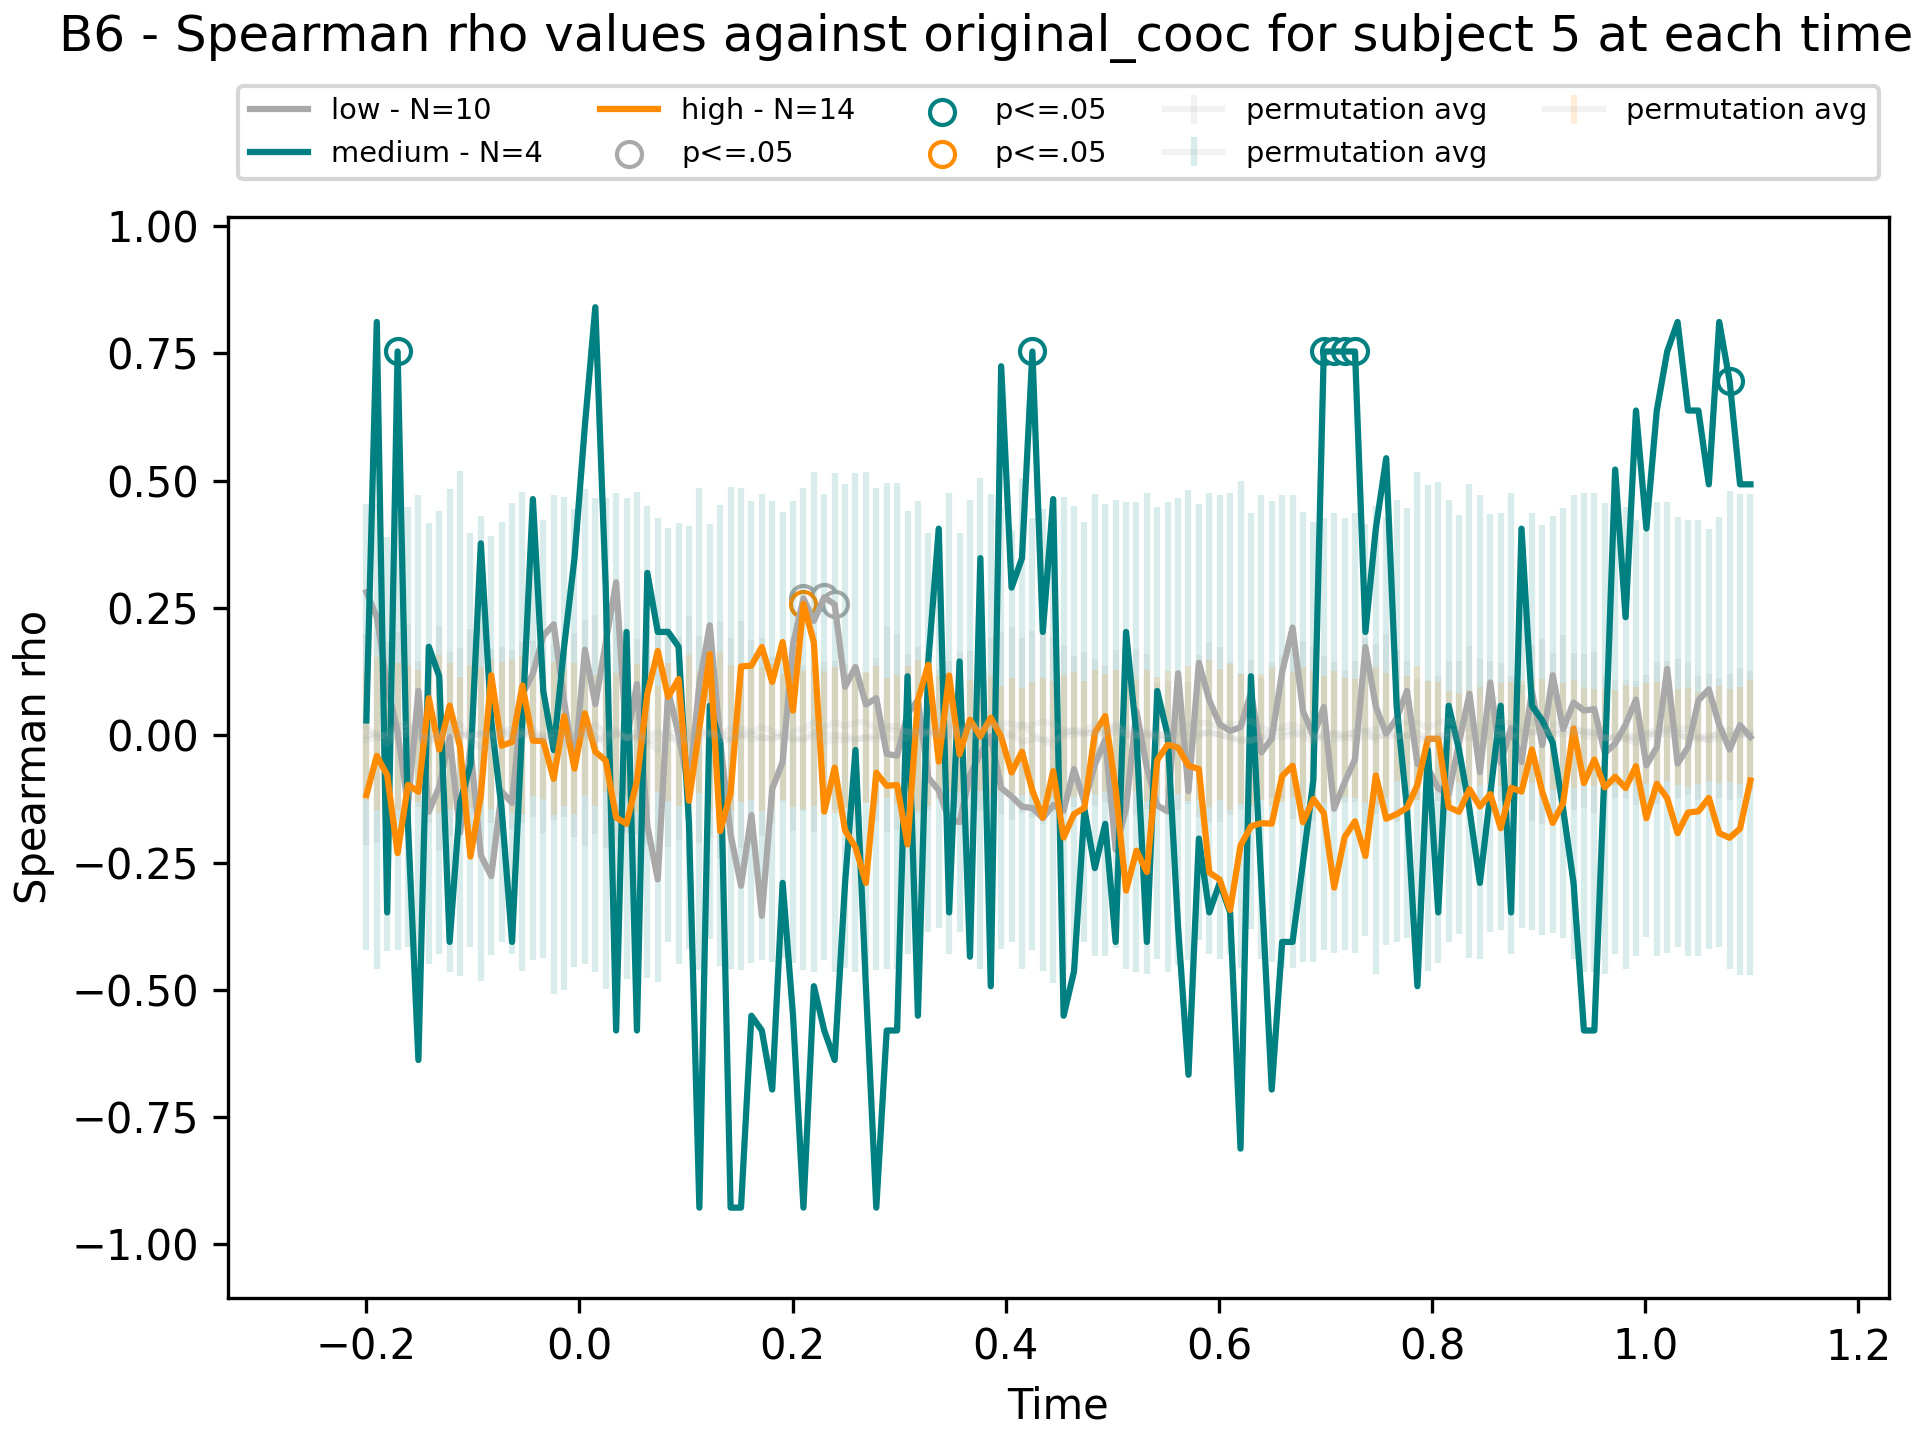 B6 - Spearman rho values against original_cooc for subject 5 at each time
low - N=10
medium - N=4
high - N=14
p<=.05
p<=.05
p<=.05
permutation avg
permutation avg
permutation avg
1.00
0.75
0.50
0.25
0.00
−0.25
−0.50
−0.75
−1.00
Spearman rho
−0.2 0.0 0.2 0.4 0.6 0.8 1.0 1.2
Time